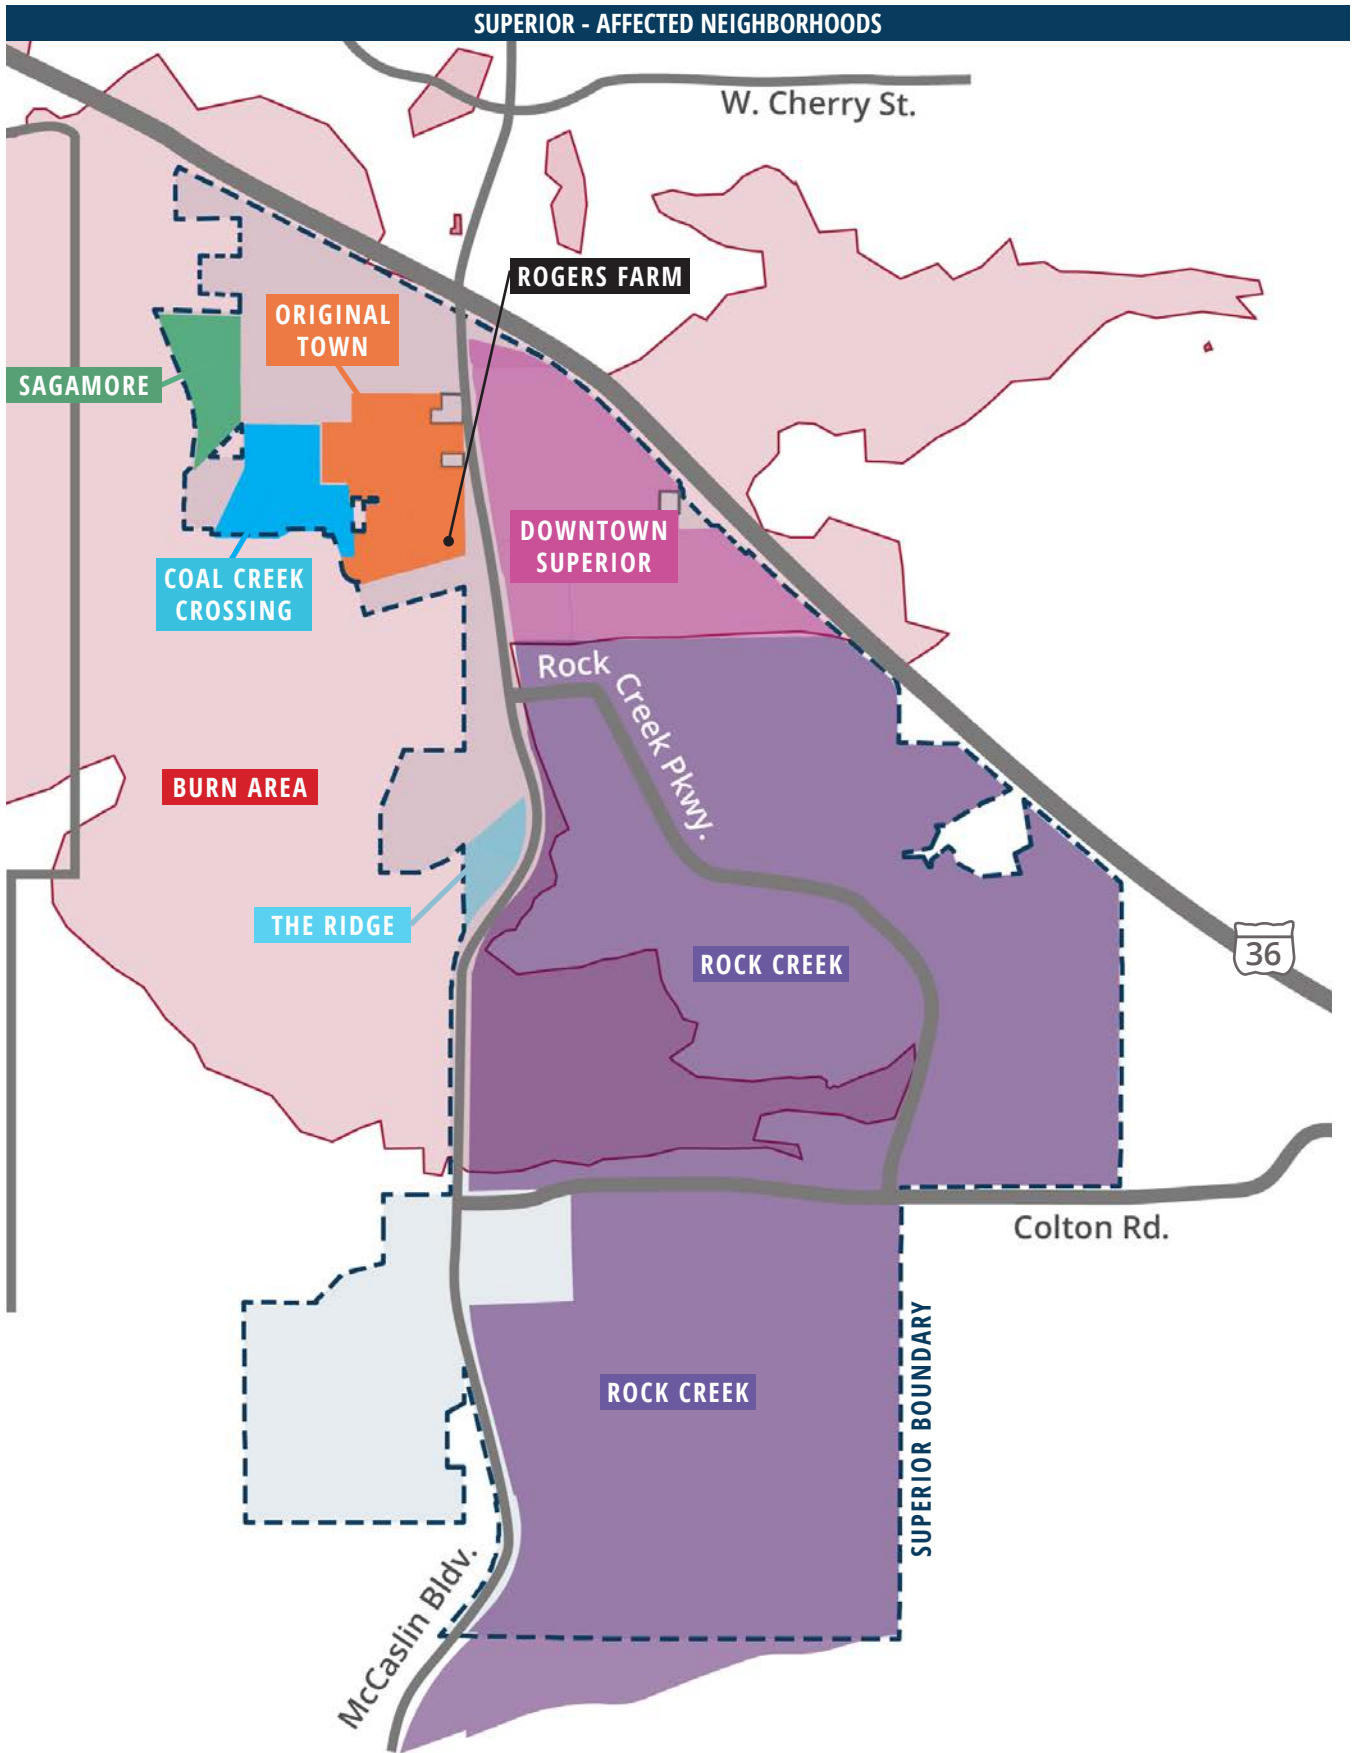 SUPERIOR - AFFECTED NEIGHBORHOODS
W. Cherry St.
ROGERS FARM
ORIGINAL
TOWN
SAGAMORE
DOWNTOWN
SUPERIOR
COAL CREEK
CROSSING
Rock Creek Pkwy.
BURN AREA
THE RIDGE
ROCK CREEK
36
Colton Rd.
SUPERIOR BOUNDARY
ROCK CREEK
McCaslin Bldv.